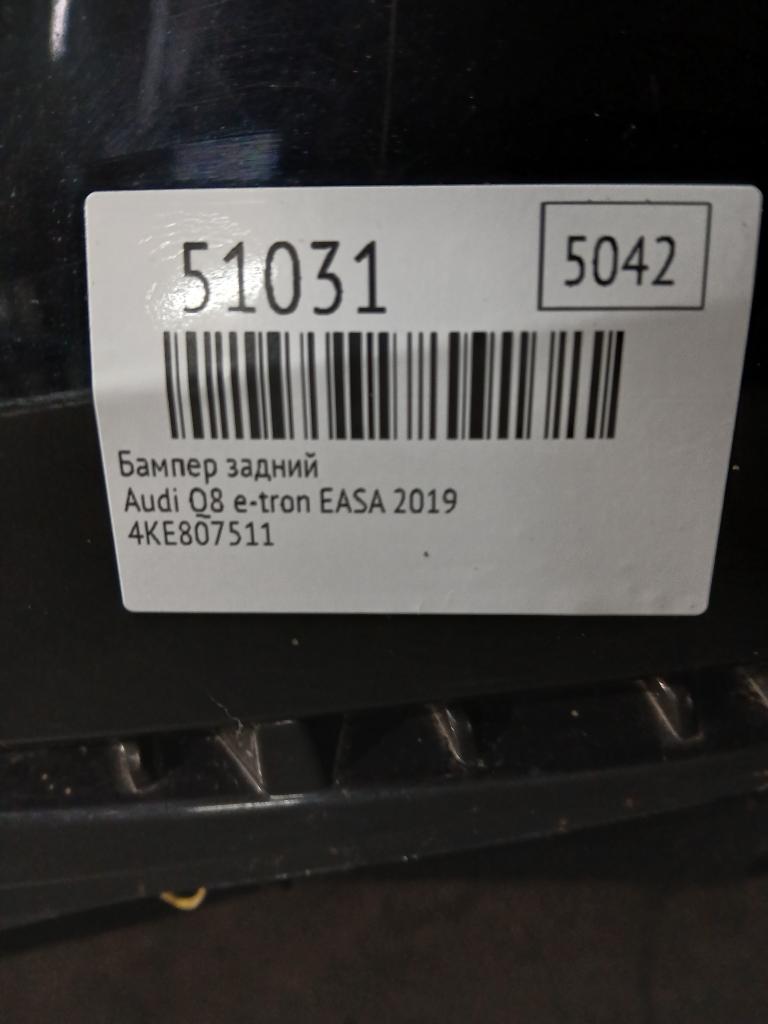 51031
5042
Бампер задний
Audi Q8 e-tron EASA 2019
4KE807511